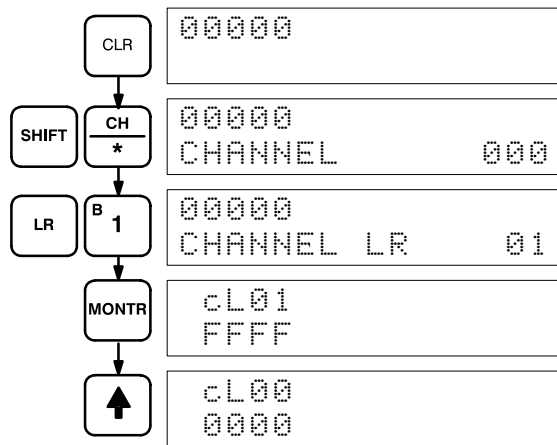 CLR
00000
SHIFT
CH
*
00000
CHANNEL 000
LR
B
1
00000
CHANNEL LR 01
MONTR
cL01
FFFF
cL00
0000